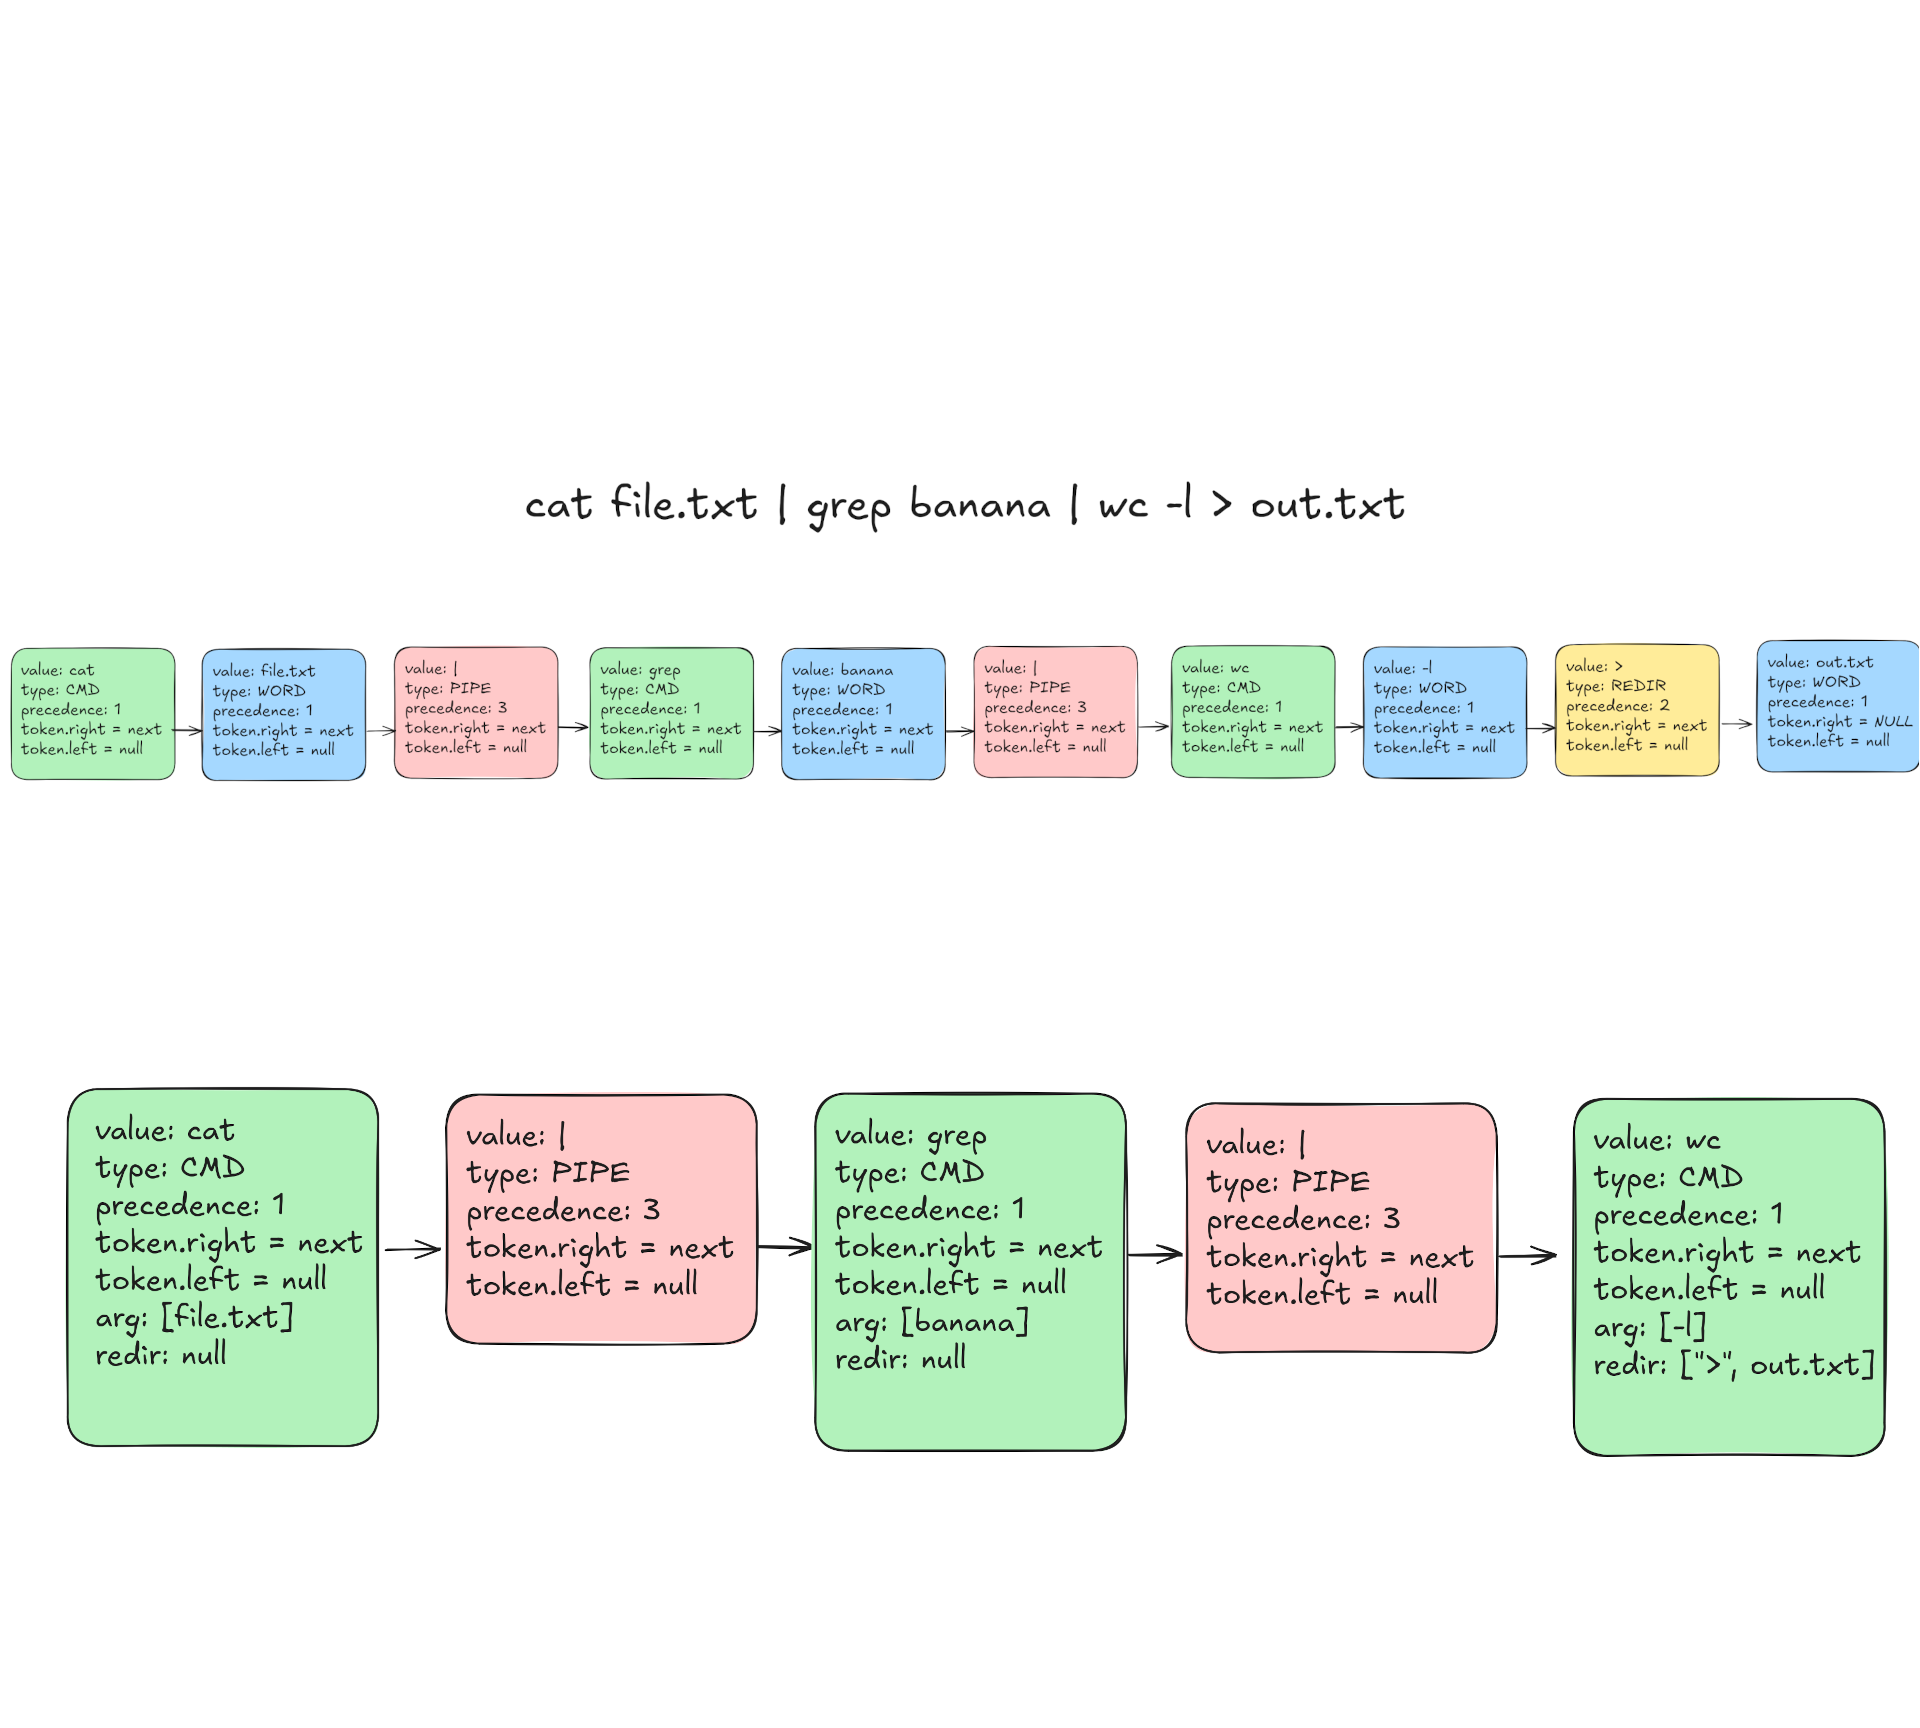 cat file.txt | grep banana | wc -l > out.txt
value: cat
type: CMD
precedence: 1
token.right = next
token.left = null
value: file.txt
type: WORD
precedence: 1
token.right = next
token.left = null
value: |
type: PIPE
precedence: 3
token.right = next
token.left = null
value: grep
type: CMD
precedence: 1
token.right = next
token.left = null
value: banana
type: WORD
precedence: 1
token.right = next
token.left = null
value: |
type: PIPE
precedence: 3
token.right = next
token.left = null
value: wc
type: CMD
precedence: 1
token.right = next
token.left = null
value: -l
type: WORD
precedence: 1
token.right = next
token.left = null
value: >
type: REDIR
precedence: 2
token.right = next
token.left = null
value: out.txt
type: WORD
precedence: 1
token.right = NULL
token.left = null
value: cat
type: CMD
precedence: 1
token.right = next
token.left = null
arg: [file.txt]
redir: null
value: |
type: PIPE
precedence: 3
token.right = next
token.left = null
value: grep
type: CMD
precedence: 1
token.right = next
token.left = null
arg: [banana]
redir: null
value: |
type: PIPE
precedence: 3
token.right = next
token.left = null
value: wc
type: CMD
precedence: 1
token.right = next
token.left = null
arg: [-l]
redir: [">", out.txt]